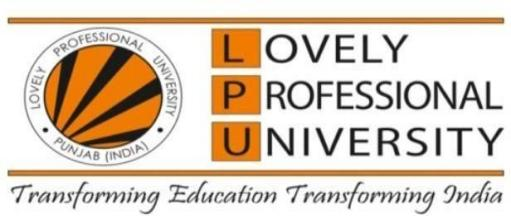 LOVELY PROFESSIONAL UNIVERSITY
• PUNJAB (INDIA) •
LOVELY
PROFESSIONAL
UNIVERSITY
Transforming Education Transforming India